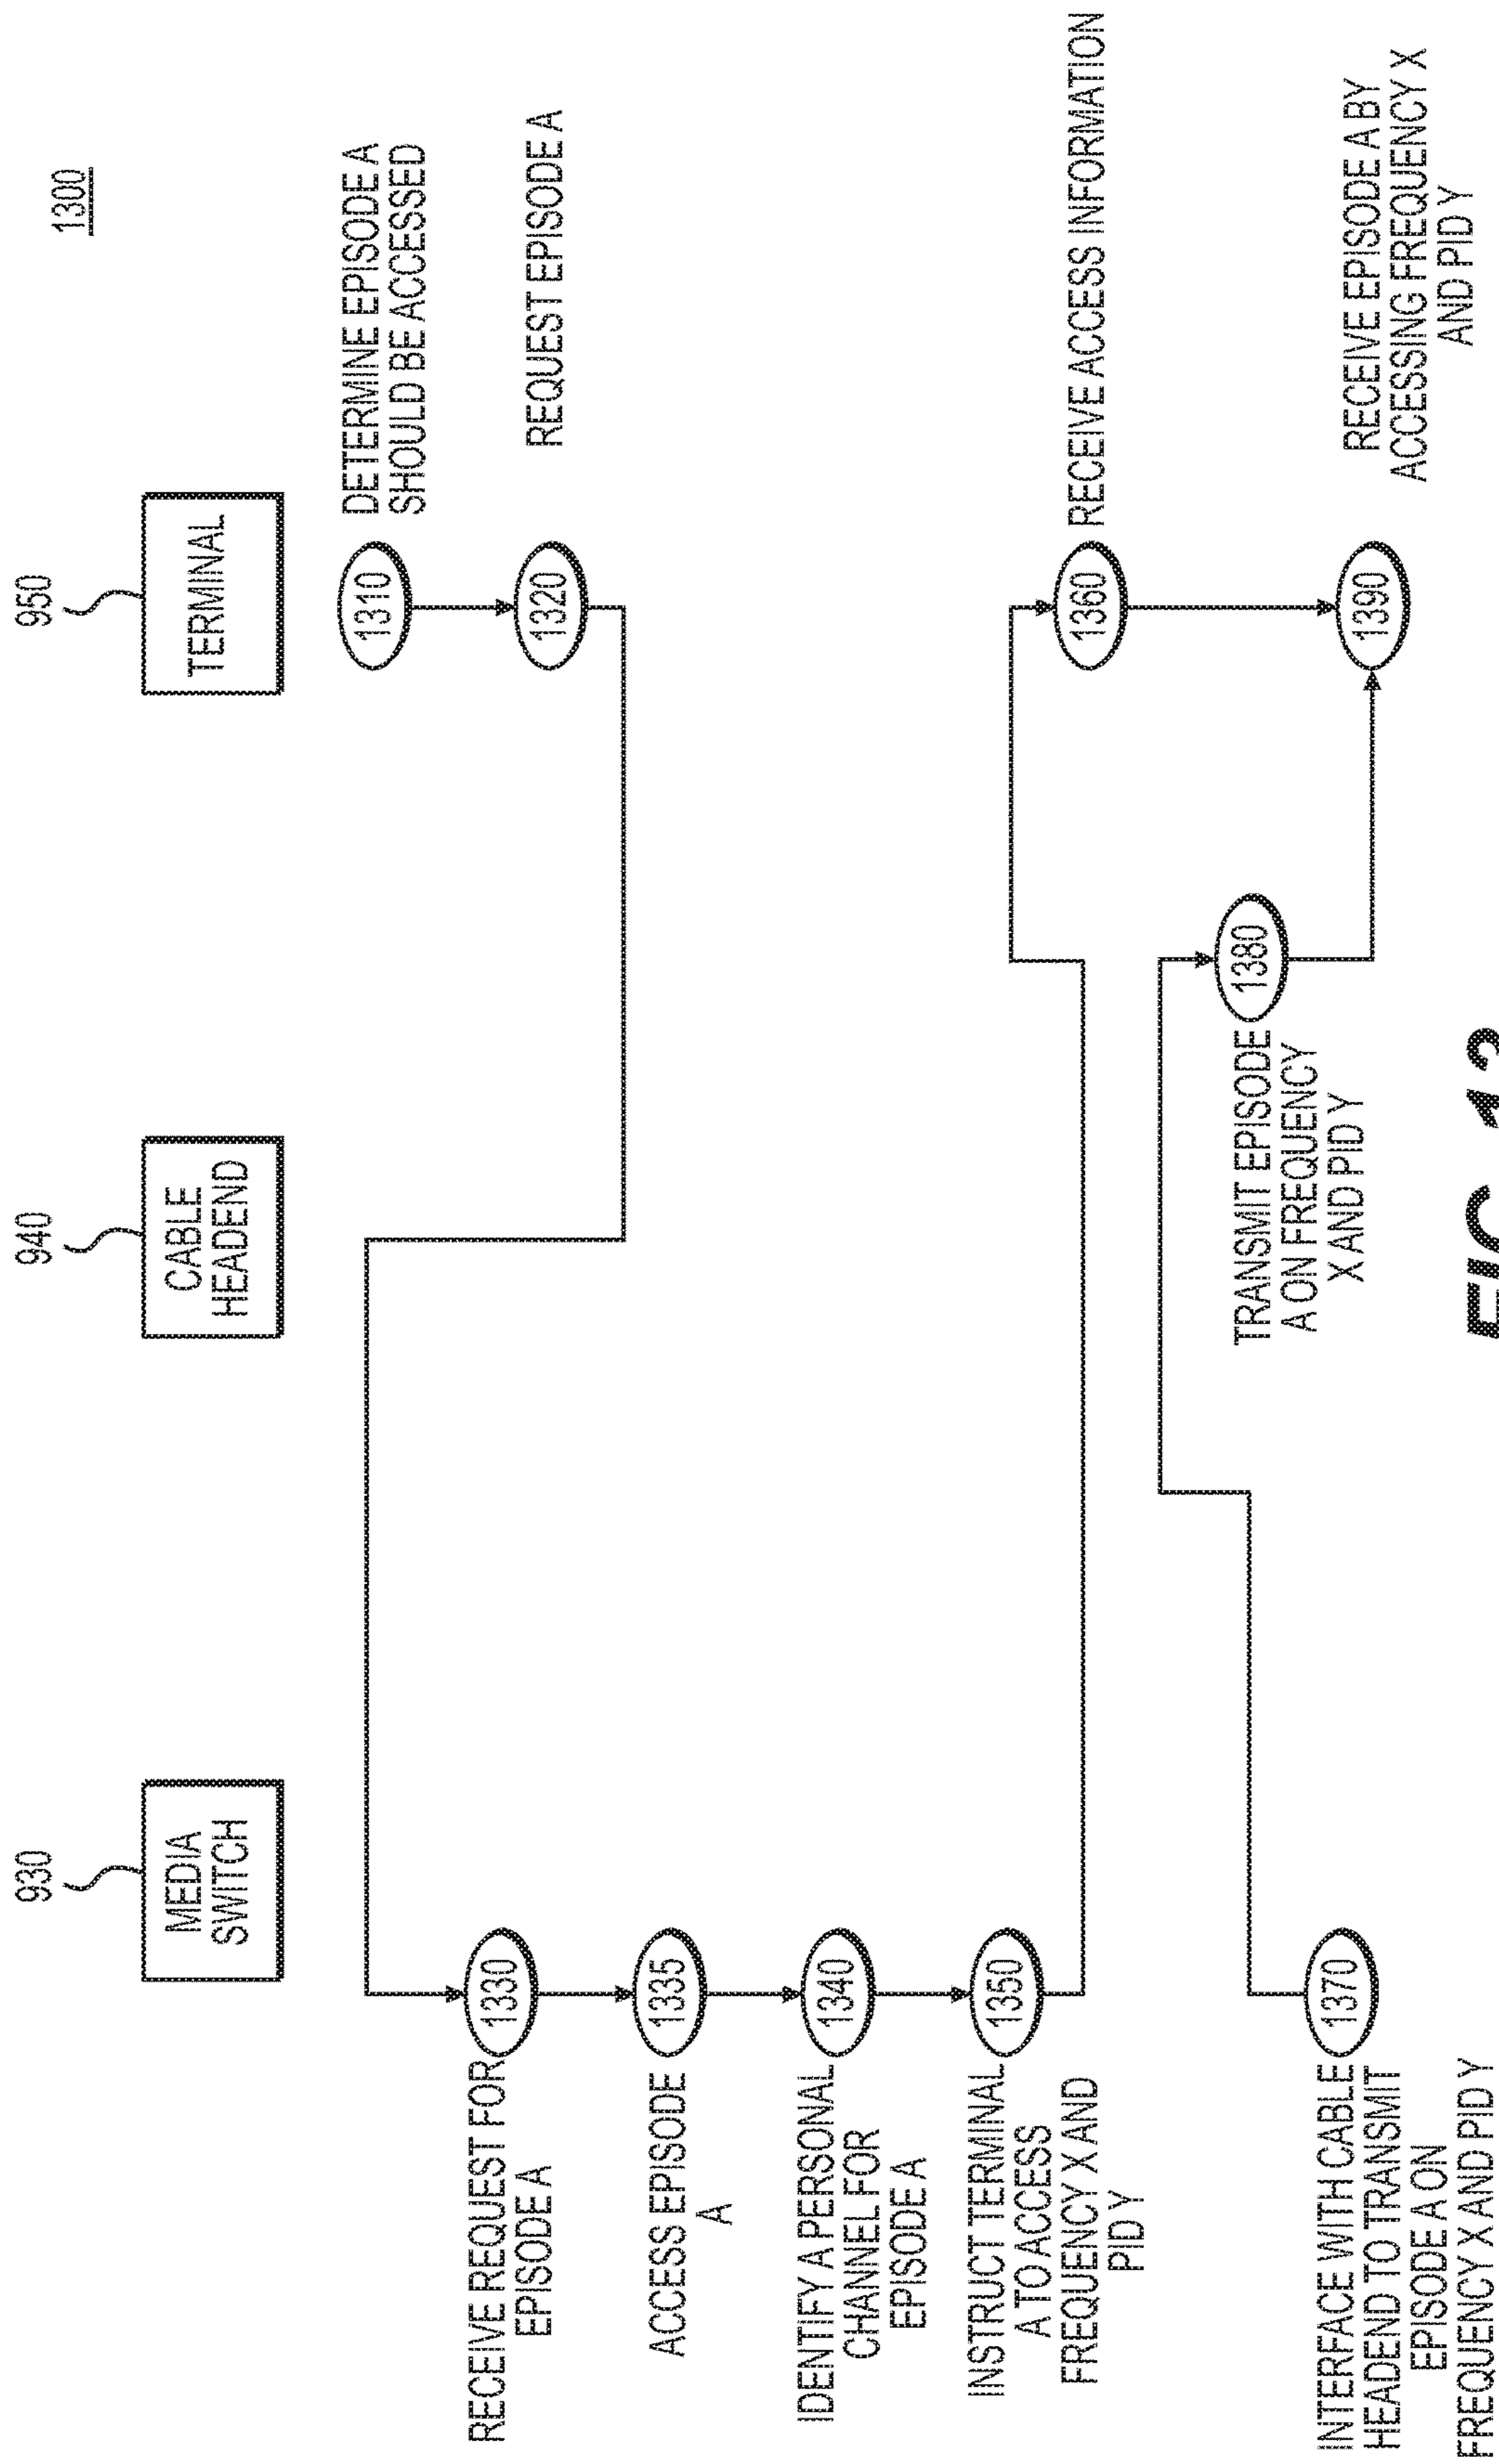 1300
930
940
950
MEDIA
SWITCH
CABLE
HEADEND
TERMINAL
1310
DETERMINE EPISODE A
SHOULD BE ACCESSED
1320
REQUEST EPISODE A
RECEIVE REQUEST FOR
EPISODE A
1330
ACCESS EPISODE
A
1335
IDENTIFY A PERSONAL
CHANNEL FOR
EPISODE A
1340
INSTRUCT TERMINAL
A TO ACCESS
FREQUENCY X AND
PID Y
1350
1360
RECEIVE ACCESS INFORMATION
INTERFACE WITH CABLE
HEADEND TO TRANSMIT
EPISODE A ON
FREQUENCY X AND PID Y
1370
TRANSMIT EPISODE
A ON FREQUENCY
X AND PID Y
1380
1390
RECEIVE EPISODE A BY
ACCESSING FREQUENCY X
AND PID Y
FIG. 13